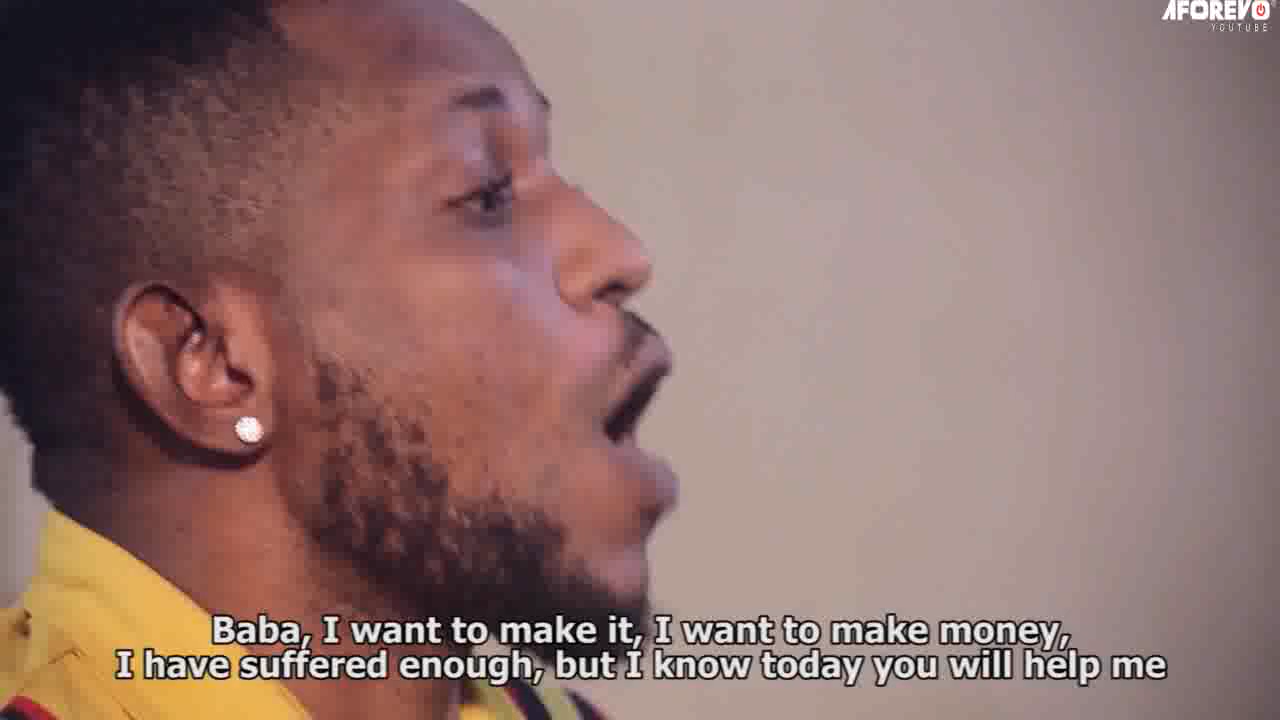 AFOREVO
YOUTUBE
Baba, I want to make it, I want to make money,
I have suffered enough, but I know today you will help me